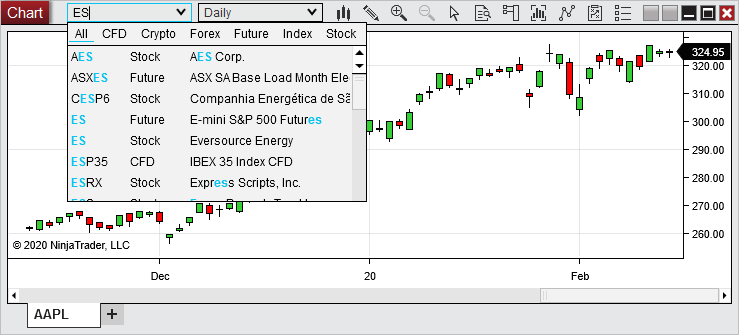 Chart ES Daily
All CFD Crypto Forex Future Index Stock
AES Stock AES Corp.
ASXES Future ASX SA Base Load Month Ele
CESP6 Stock Companhia Energética de Sã
ES Future E-mini S&P 500 Futures
ES Stock Eversource Energy
ESP35 CFD IBEX 35 Index CFD
ESRX Stock Express Scripts, Inc.
324.95
320.00
300.00
290.00
280.00
270.00
260.00
© 2020 NinjaTrader, LLC
Dec 20 Feb
AAPL